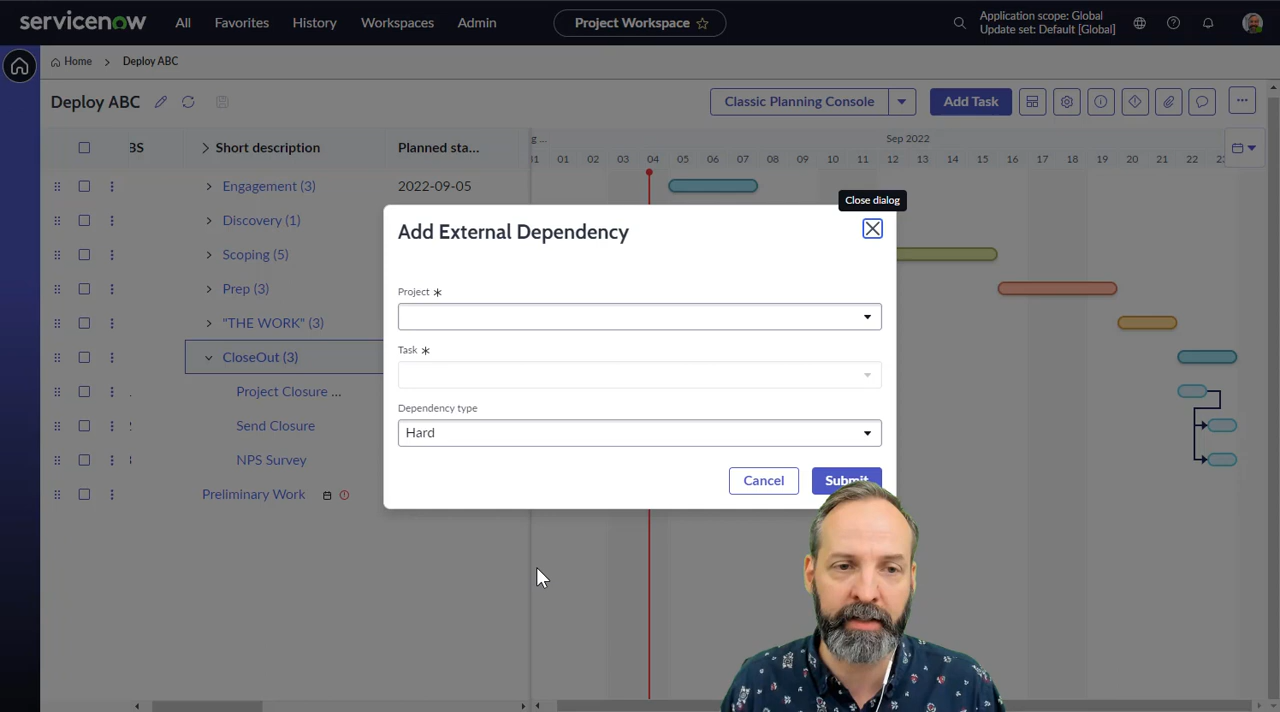 servicenow All Favorites History Workspaces Admin Project Workspace Application scope: Global
Update set: Default [Global]
Home Deploy ABC
Deploy ABC Classic Planning Console Add Task
BS Short description Planned sta... Sep 2022
01 02 03 04 05 06 07 08 09 10 11 12 13 14 15 16 17 18 19 20 21 22
Engagement (3) 2022-09-05
Discovery (1)
Scoping (5)
Prep (3)
"THE WORK" (3)
CloseOut (3)
Project Closure ...
Send Closure
NPS Survey
Preliminary Work
Close dialog
Add External Dependency
Project *
Task *
Dependency type
Hard
Cancel Submit